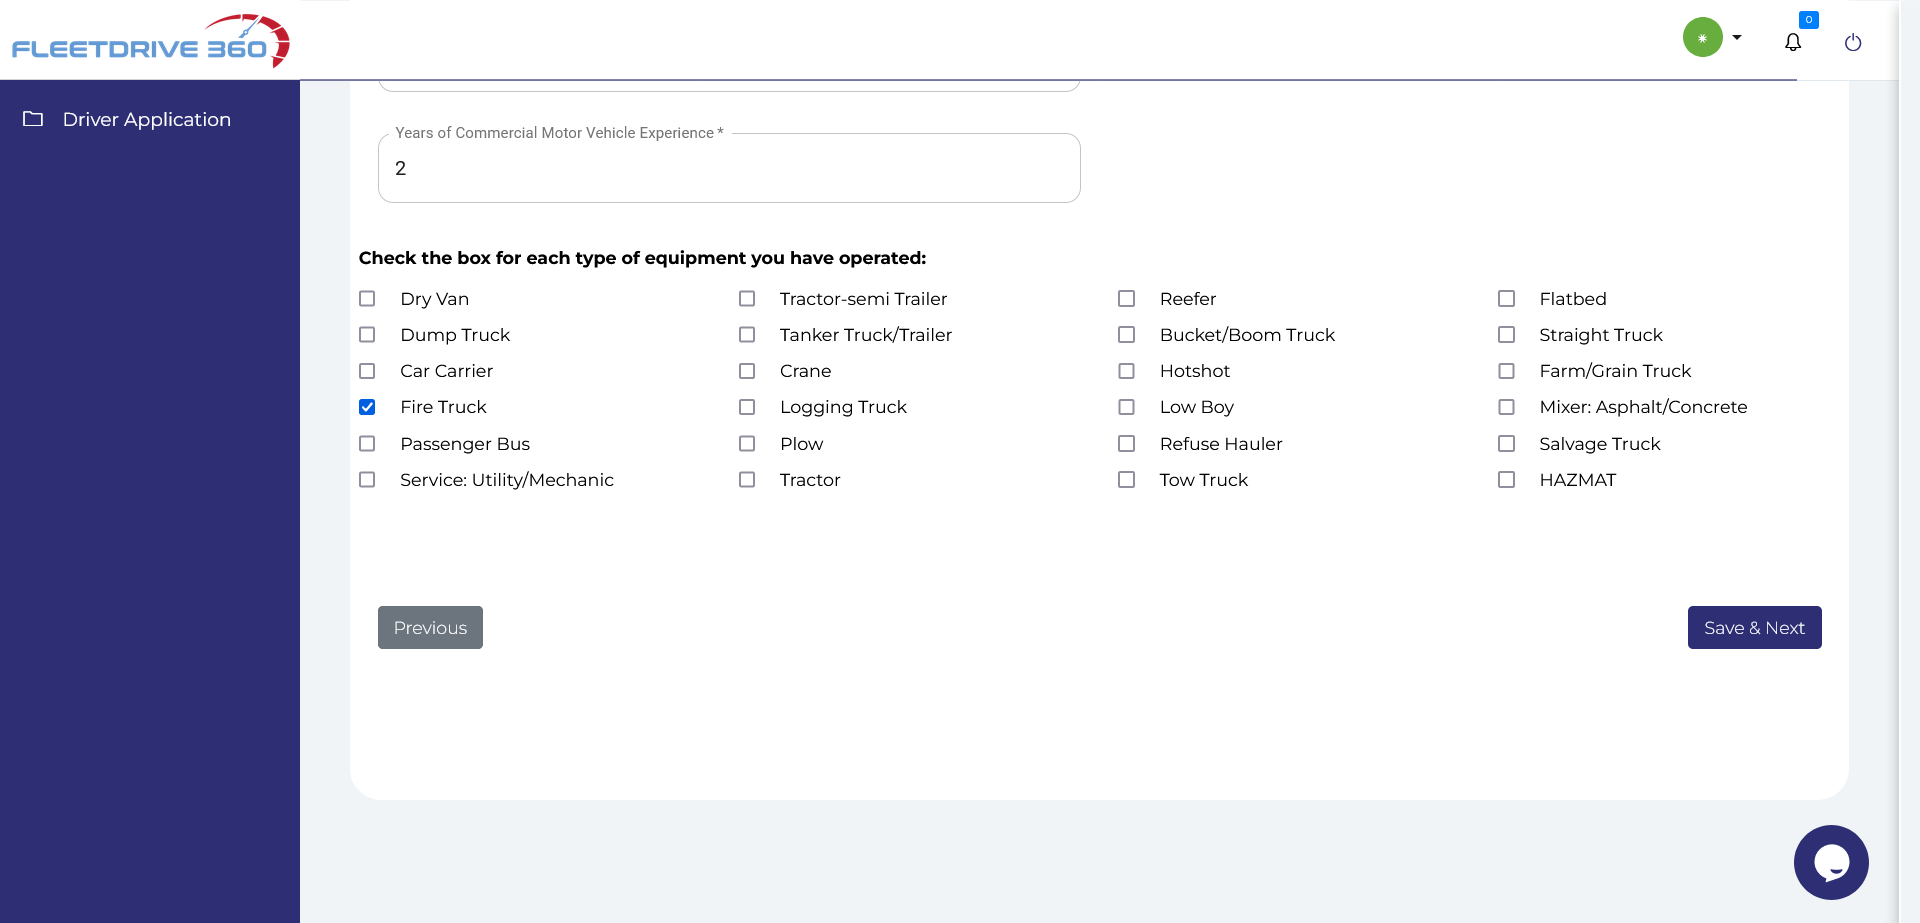 FLEETDRIVE 360
0
Driver Application
Years of Commercial Motor Vehicle Experience *
2
Check the box for each type of equipment you have operated:
Dry Van Tractor-semi Trailer Reefer Flatbed
Dump Truck Tanker Truck/Trailer Bucket/Boom Truck Straight Truck
Car Carrier Crane Hotshot Farm/Grain Truck
Fire Truck Logging Truck Low Boy Mixer: Asphalt/Concrete
Passenger Bus Plow Refuse Hauler Salvage Truck
Service: Utility/Mechanic Tractor Tow Truck HAZMAT
Previous Save & Next